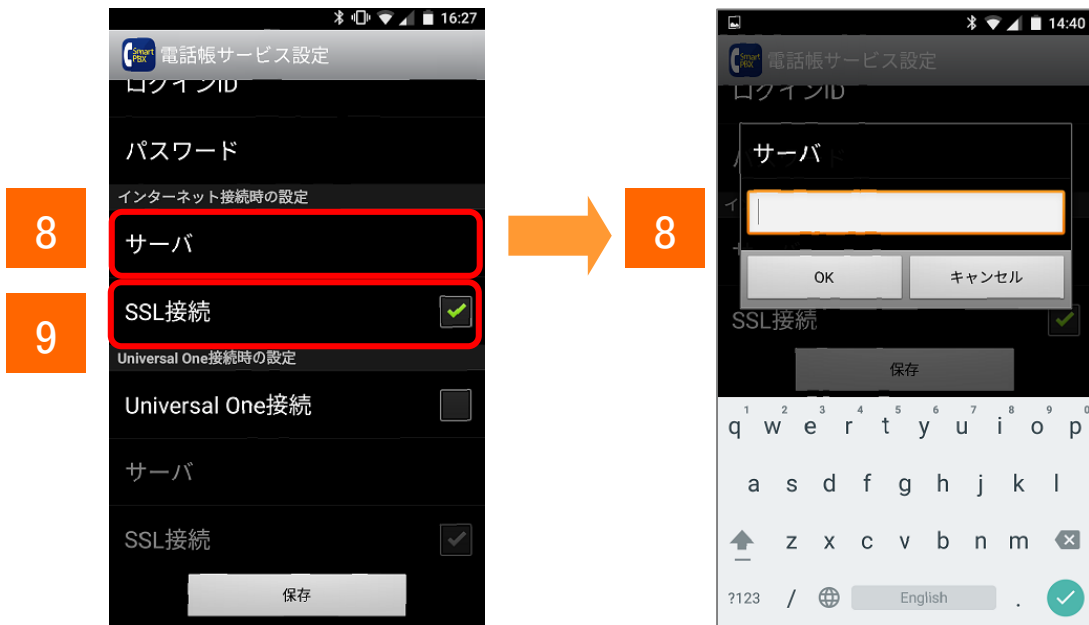 16:27
Smart
PBX
電話帳サービス設定
ログインID
パスワード
インターネット接続時の設定
8
サーバ
9
SSL接続
Universal One接続時の設定
Universal One接続
サーバ
SSL接続
保存
14:40
Smart
PBX
電話帳サービス設定
ログインID
サーバ
8
OK キャンセル
SSL接続
保存
1 2 3 4 5 6 7 8 9 0
q w e r t y u i o p
a s d f g h j k l
z x c v b n m
?123 / English .